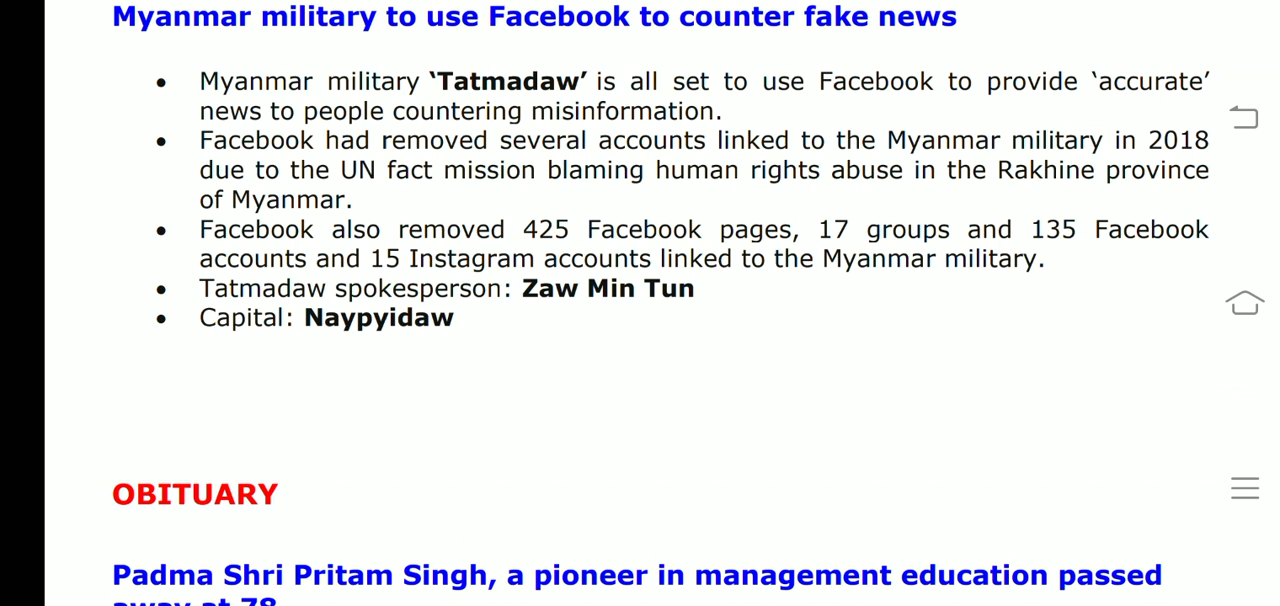 Myanmar military to use Facebook to counter fake news
• Myanmar military ‘Tatmadaw’ is all set to use Facebook to provide ‘accurate’
news to people countering misinformation.
• Facebook had removed several accounts linked to the Myanmar military in 2018
due to the UN fact mission blaming human rights abuse in the Rakhine province
of Myanmar.
• Facebook also removed 425 Facebook pages, 17 groups and 135 Facebook
accounts and 15 Instagram accounts linked to the Myanmar military.
• Tatmadaw spokesperson: Zaw Min Tun
• Capital: Naypyidaw
OBITUARY
Padma Shri Pritam Singh, a pioneer in management education passed
away at 78